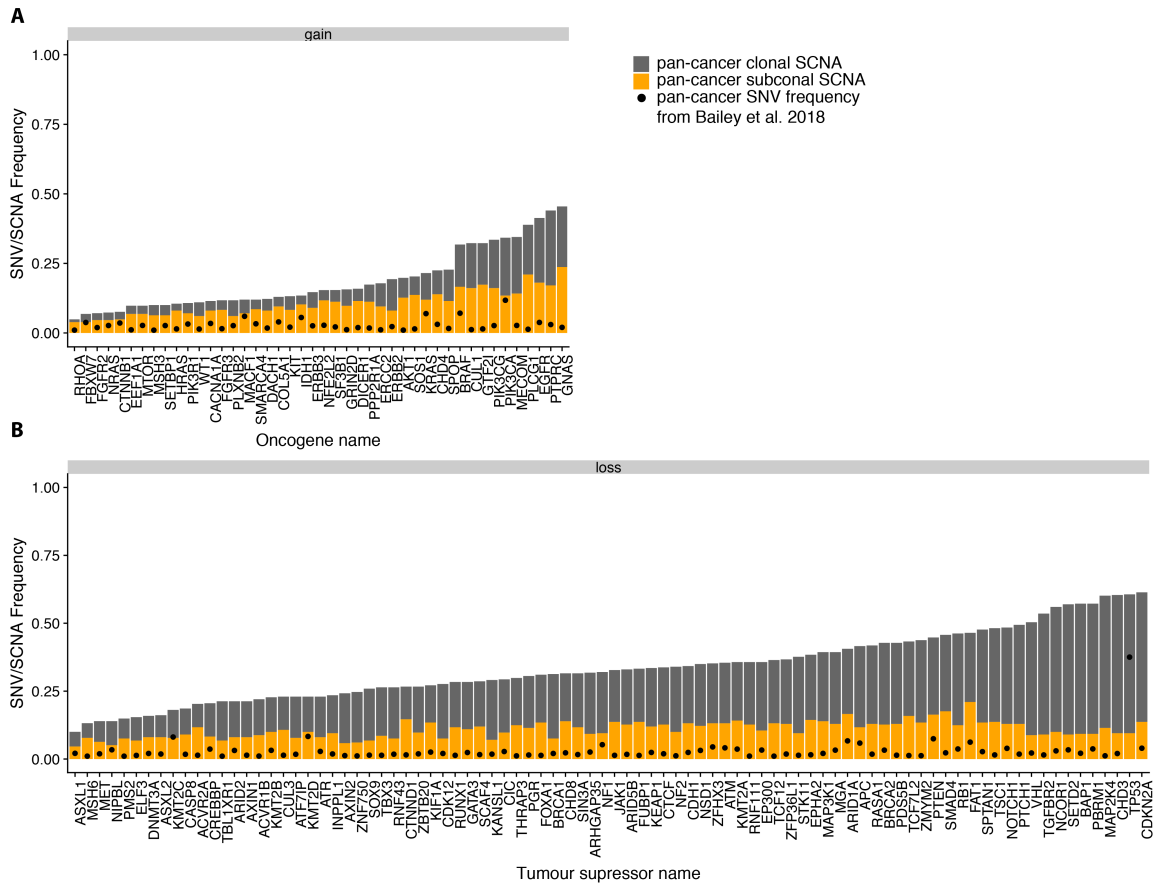 A
gain
1.00
0.75
0.50
0.25
0.00
SNV/SCNA Frequency
pan-cancer clonal SCNA
pan-cancer subconal SCNA
pan-cancer SNV frequency
from Bailey et al. 2018
RHOA
FBXW7
FGFR2
NRAS
CTNNB1
EEF1A1
MTOR
MSH3
SETBP1
HRAS
PIK3R1
WT1
CACNA1A
FGFR3
PLXNB2
MACF1
SMARCA4
DACH1
COL5A1
KIT
IDH1
ERBB3
NFE2L2
SF3B1
GRIN2D
DICER1
PPP2R1A
ERCC2
ERBB2
AKT1
SOS1
KRAS
CHD4
SPOP
BRAF
CUL1
GTF2I
PIK3CG
PIK3CA
MECOM
PLCG1
EGFR
PTPRC
GNAS
Oncogene name
B
loss
1.00
0.75
0.50
0.25
0.00
SNV/SCNA Frequency
ASXL1
MSH6
MET
NIPBL
PMS2
ELF3
DNMT3A
ASXL2
KMT2C
CASP8
ACVR2A
CREBBP
TBL1XR1
ARID2
AXIN1
ACVR1B
KMT2B
CUL3
ATF7IP
KMT2D
ATR
INPPL1
AXIN2
ZNF750
SOX9
TBX3
RNF43
CTNND1
ZBTB20
KIF1A
CDK12
RUNX1
GATA3
SCAF4
KANSL1
CIC
THRAP3
PTPGR
FOXA1
BRCA1
CHD8
SIN3A
ARHGAP35
NF1
JAK1
ARID5B
FUBP1
KEAP1
CTCF
NF2
CDH1
NSD1
ZFHX3
ATM
KMT2A
RNF111
EP300
TCF12
ZFP36L1
STK11
EPHA2
MAP3K1
MGA
ARID1A
APC
RASA1
BRCA2
PDS5B
TCF7L2
ZMYM2
PTEN
SMAD4
RB1
FAT1
SPTAN1
TSC1
NOTCH1
PTCH1
VHL
TGFBR2
NCOR1
SETD2
BAP1
PBRM1
MAP2K4
CHD3
TP53
CDKN2A
Tumour supressor name